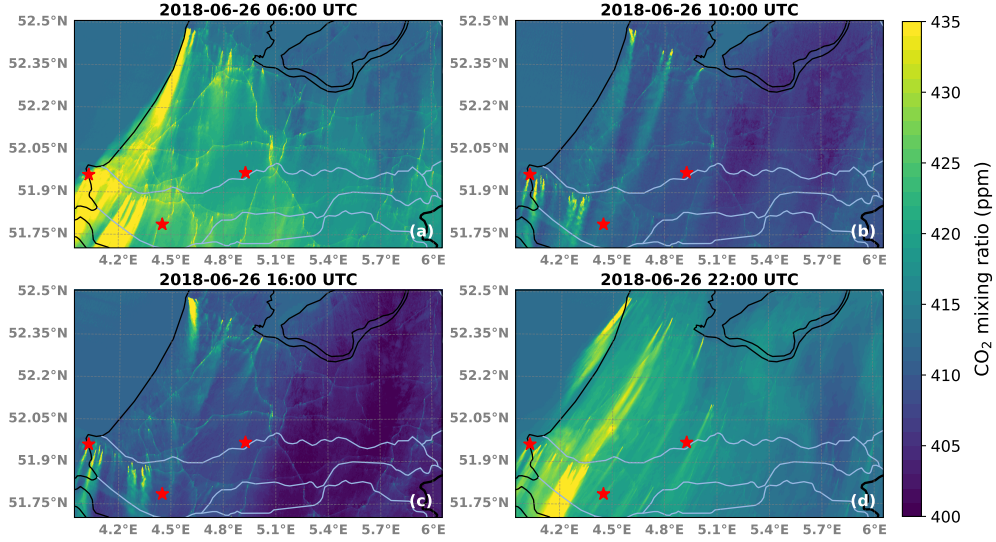 2018-06-26 06:00 UTC
2018-06-26 10:00 UTC
52.5°N
52.35°N
52.2°N
52.05°N
51.9°N
51.75°N
(a)
4.2°E 4.5°E 4.8°E 5.1°E 5.4°E 5.7°E 6°E
52.5°N
52.35°N
52.2°N
52.05°N
51.9°N
51.75°N
(b)
4.2°E 4.5°E 4.8°E 5.1°E 5.4°E 5.7°E 6°E
2018-06-26 16:00 UTC
2018-06-26 22:00 UTC
52.5°N
52.35°N
52.2°N
52.05°N
51.9°N
51.75°N
(c)
4.2°E 4.5°E 4.8°E 5.1°E 5.4°E 5.7°E 6°E
52.5°N
52.35°N
52.2°N
52.05°N
51.9°N
51.75°N
(d)
4.2°E 4.5°E 4.8°E 5.1°E 5.4°E 5.7°E 6°E
435
430
425
420
415
410
405
400
CO₂ mixing ratio (ppm)